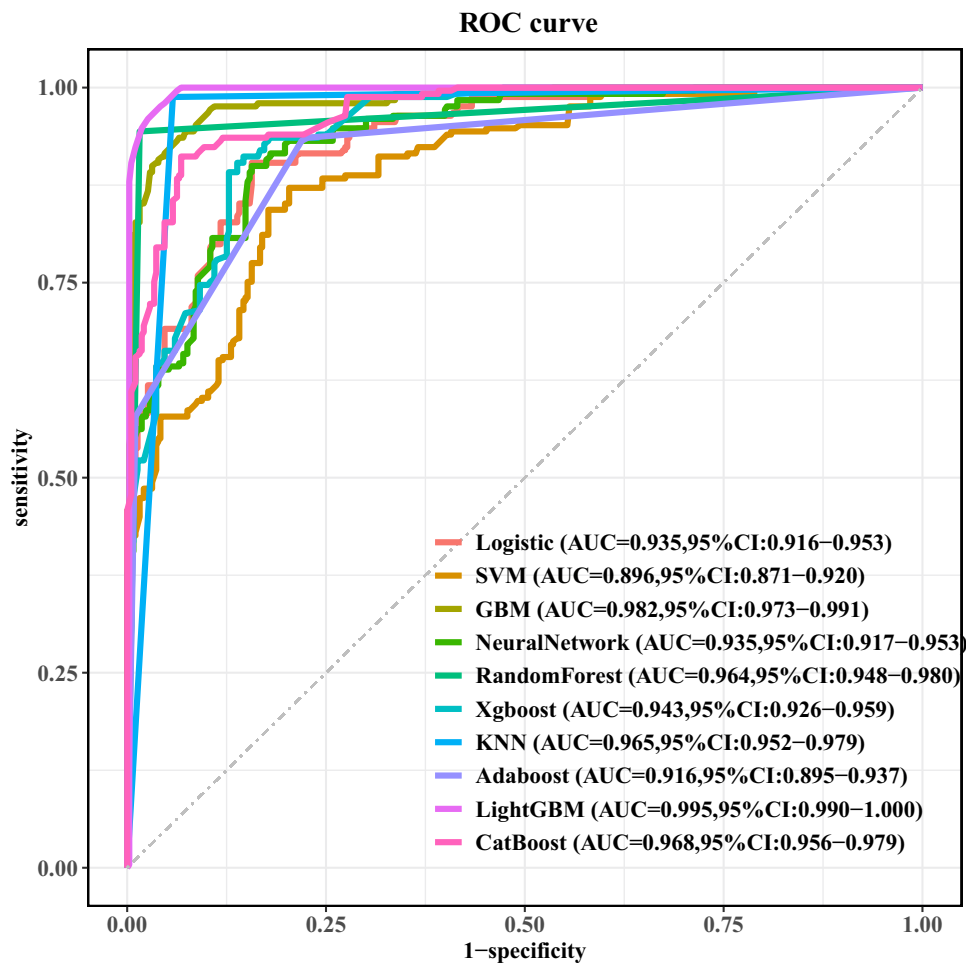 ROC curve
1.00
0.75
0.50
0.25
0.00
sensitivity
Logistic (AUC=0.935,95%CI:0.916−0.953)
SVM (AUC=0.896,95%CI:0.871−0.920)
GBM (AUC=0.982,95%CI:0.973−0.991)
NeuralNetwork (AUC=0.935,95%CI:0.917−0.953)
RandomForest (AUC=0.964,95%CI:0.948−0.980)
Xgboost (AUC=0.943,95%CI:0.926−0.959)
KNN (AUC=0.965,95%CI:0.952−0.979)
Adaboost (AUC=0.916,95%CI:0.895−0.937)
LightGBM (AUC=0.995,95%CI:0.990−1.000)
CatBoost (AUC=0.968,95%CI:0.956−0.979)
0.00 0.25 0.50 0.75 1.00
1−specificity